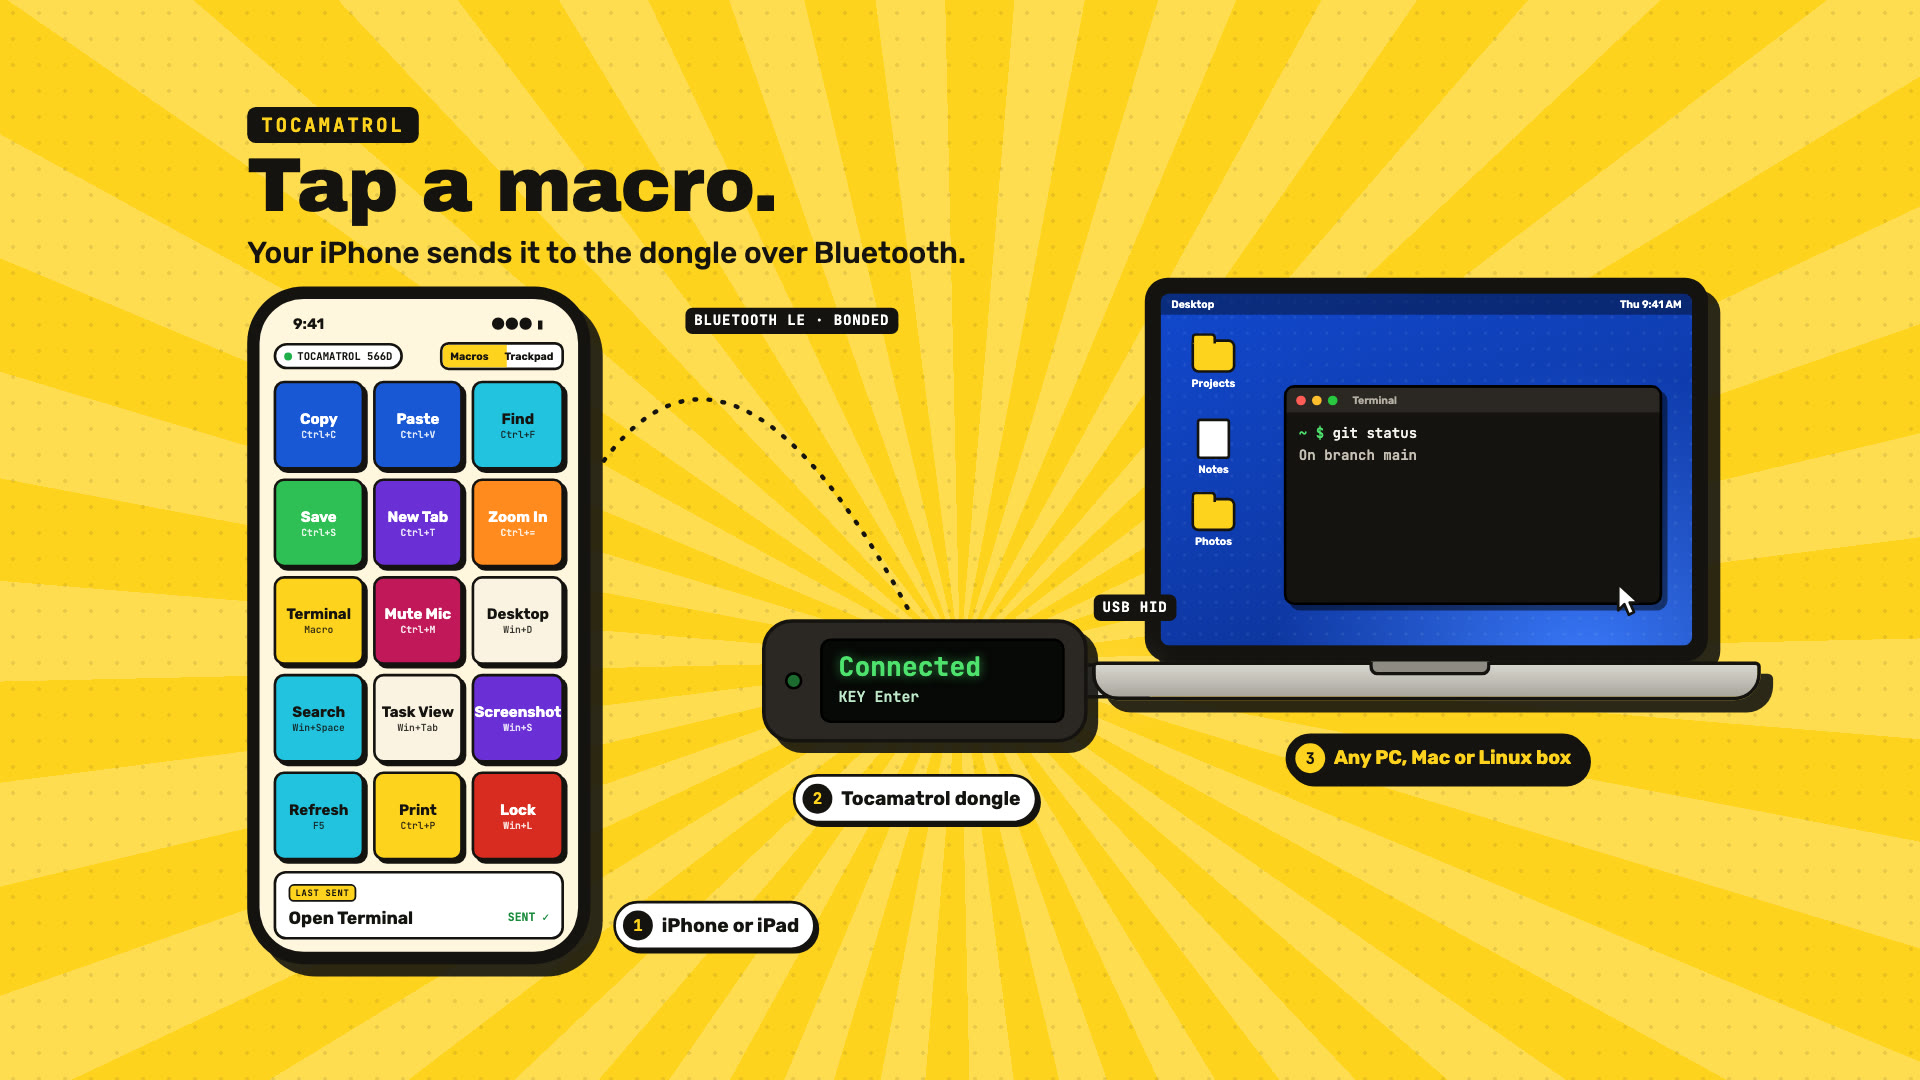 TOCAMATROL
Tap a macro.
Your iPhone sends it to the dongle over Bluetooth.
9:41
TOCAMATROL 566D
Macros Trackpad
Copy
Ctrl+C
Paste
Ctrl+V
Find
Ctrl+F
Save
Ctrl+S
New Tab
Ctrl+T
Zoom In
Ctrl+=
Terminal
Macro
Mute Mic
Ctrl+M
Desktop
Win+D
Search
Win+Space
Task View
Win+Tab
Screenshot
Win+S
Refresh
F5
Print
Ctrl+P
Lock
Win+L
LAST SENT
Open Terminal
SENT ✓
1 iPhone or iPad
BLUETOOTH LE · BONDED
Connected
KEY Enter
2 Tocamatrol dongle
USB HID
Desktop
Thu 9:41 AM
Projects
Notes
Photos
Terminal
~ $ git status
On branch main
3 Any PC, Mac or Linux box